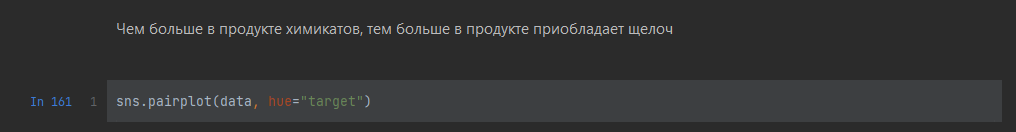 Чем больше в продукте химикатов, тем больше в продукте приобладает щелоч
In 161 1 sns.pairplot(data, hue="target")